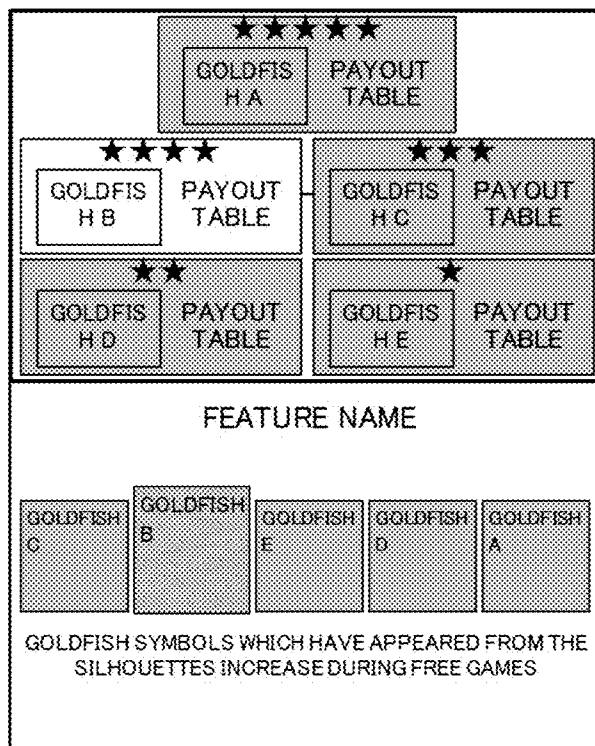 ★★★★★
GOLDFIS
H A
PAYOUT
TABLE
★★★★
GOLDFIS
H B
PAYOUT
TABLE
★★★
GOLDFIS
H C
PAYOUT
TABLE
★★
GOLDFIS
H D
PAYOUT
TABLE
★
GOLDFIS
H E
PAYOUT
TABLE
FEATURE NAME
GOLDFISH
C
GOLDFISH
B
GOLDFISH
E
GOLDFISH
D
GOLDFISH
A
GOLDFISH SYMBOLS WHICH HAVE APPEARED FROM THE
SILHOUETTES INCREASE DURING FREE GAMES